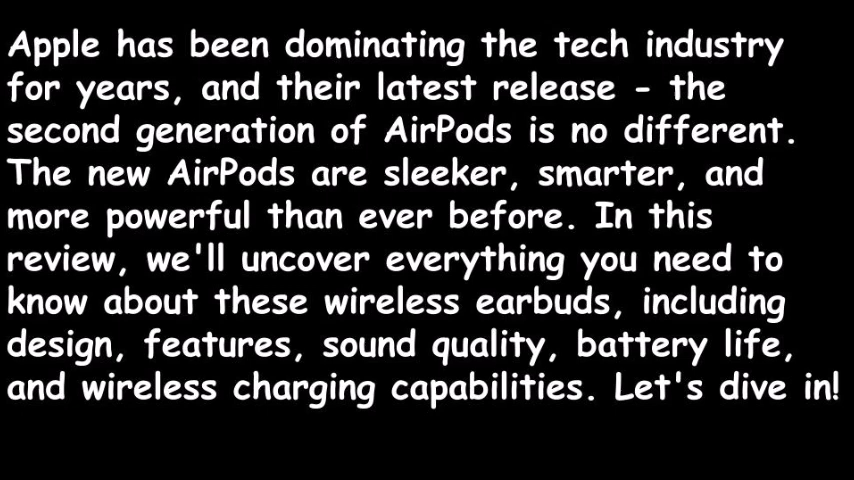 Apple has been dominating the tech industry
for years, and their latest release - the
second generation of AirPods is no different.
The new AirPods are sleeker, smarter, and
more powerful than ever before. In this
review, we'll uncover everything you need to
know about these wireless earbuds, including
design, features, sound quality, battery life,
and wireless charging capabilities. Let's dive in!